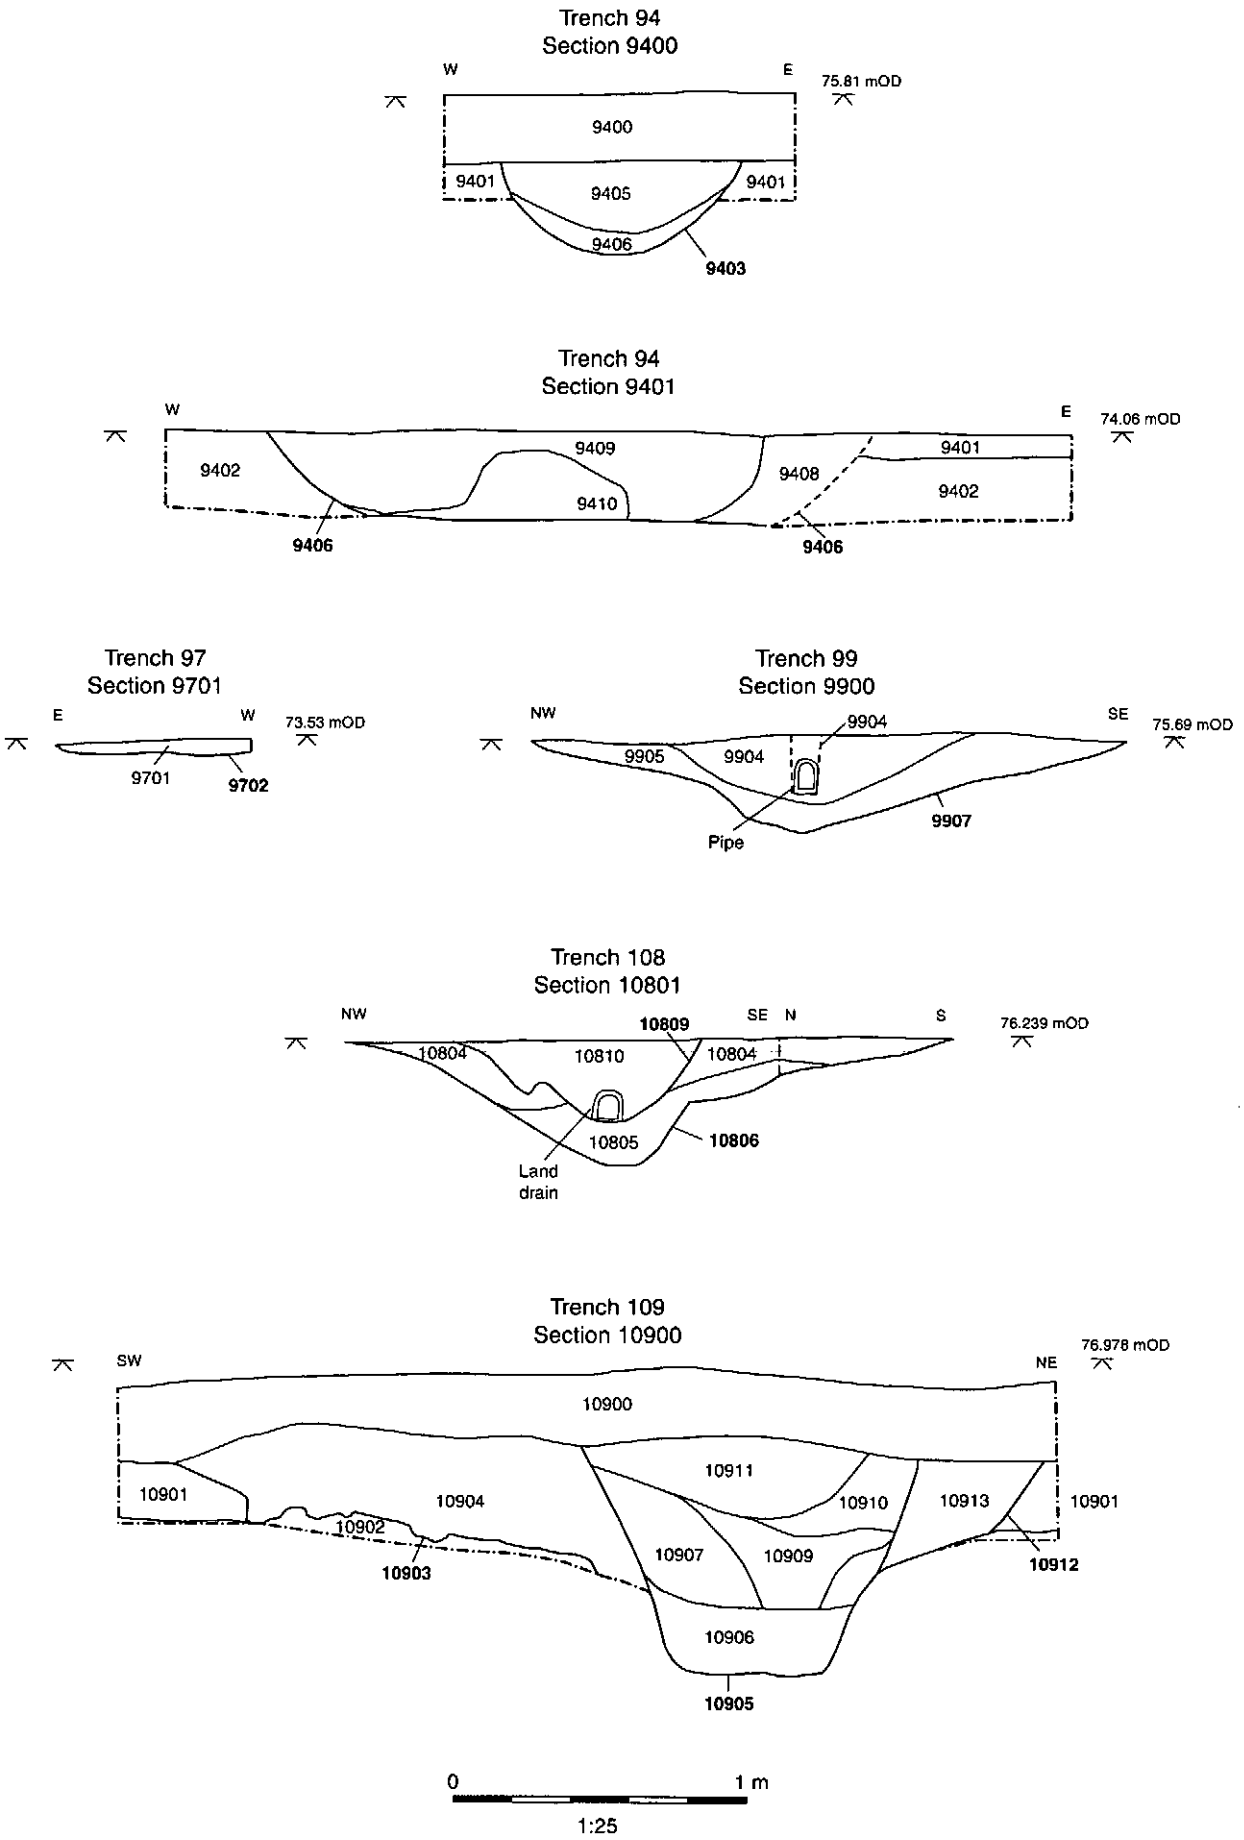 Trench 94
Section 9400
W
E
75.81 mOD
9400
9401
9405
9401
9406
9403
Trench 94
Section 9401
W
E
74.06 mOD
9409
9401
9402
9408
9402
9410
9406
9406
Trench 97
Section 9701
E
W
73.53 mOD
9701
9702
Trench 99
Section 9900
NW
SE
9904
75.69 mOD
9905
9904
9907
Pipe
Trench 108
Section 10801
NW
10809
SE
N
S
76.239 mOD
10804
10810
10804
10805
10806
Land
drain
Trench 109
Section 10900
SW
NE
76.978 mOD
10900
10911
10901
10904
10910
10913
10901
10902
10907
10909
10903
10912
10906
10905
0
1 m
1:25